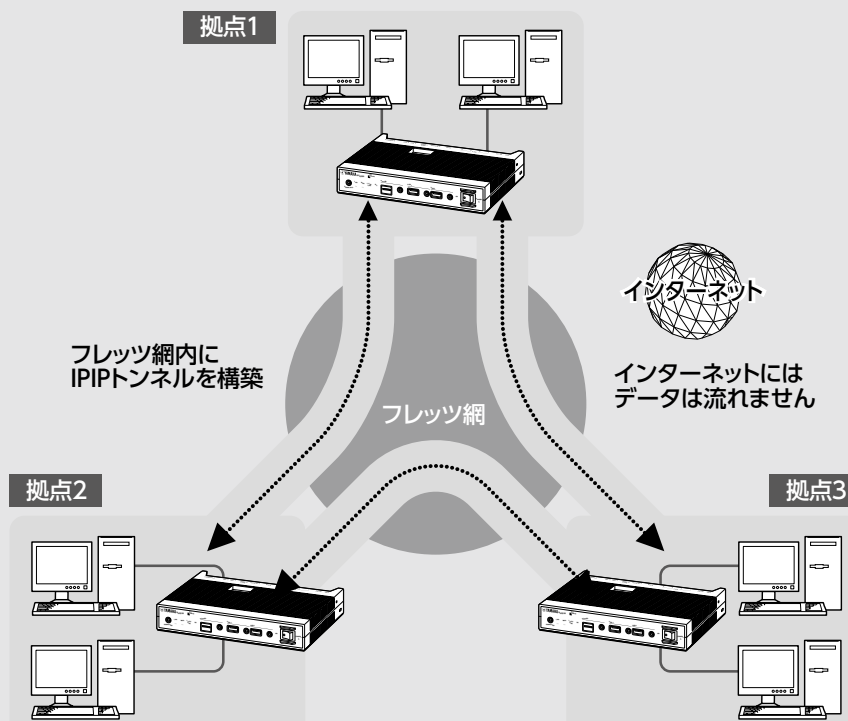 拠点1
インターネット
フレッツ網内に
IPIPトンネルを構築
インターネットには
データは流れません
フレッツ網
拠点2
拠点3